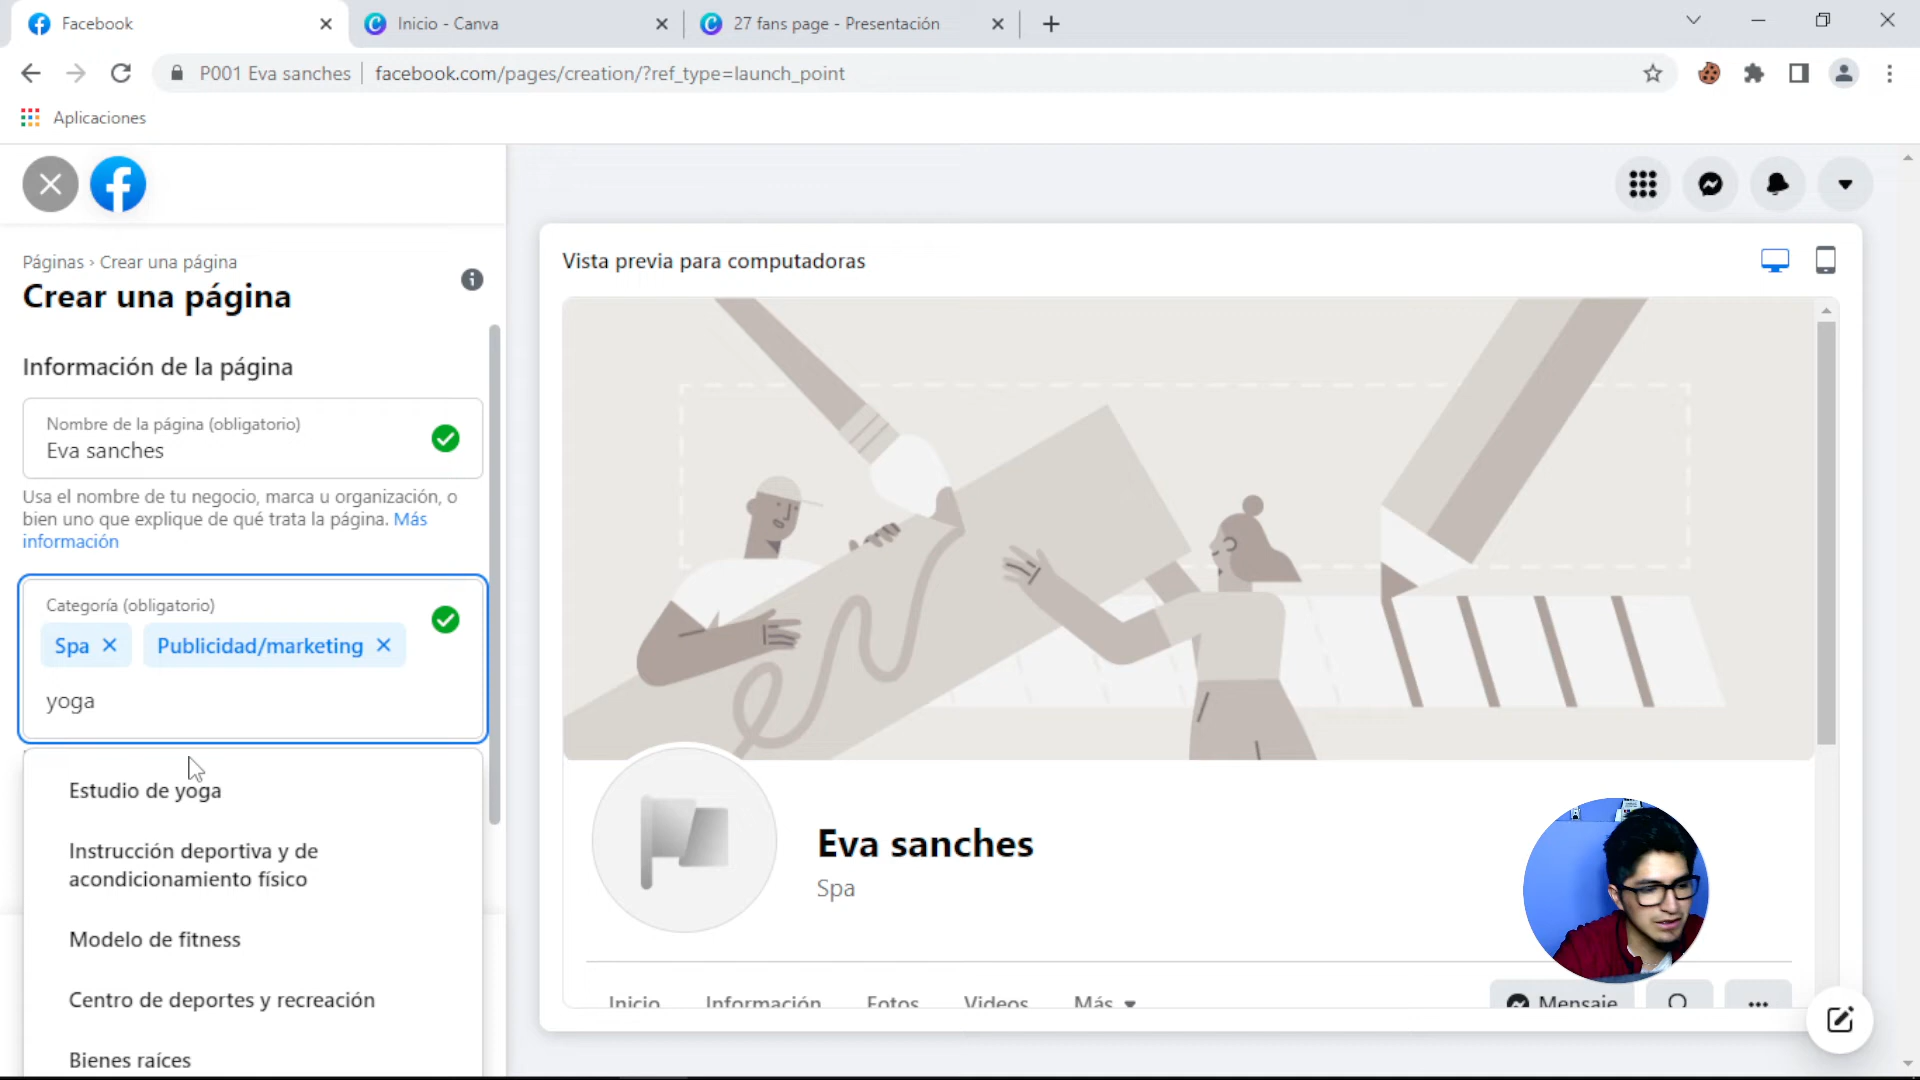 Facebook
Inicio - Canva
27 fans page - Presentación
P001 Eva sanches
facebook.com/pages/creation/?ref_type=launch_point
Aplicaciones
Páginas › Crear una página
Crear una página
Información de la página
Nombre de la página (obligatorio)
Eva sanches
Usa el nombre de tu negocio, marca u organización, o
bien uno que explique de qué trata la página. Más
información
Categoría (obligatorio)
Spa
Publicidad/marketing
yoga
Estudio de yoga
Instrucción deportiva y de
acondicionamiento físico
Modelo de fitness
Centro de deportes y recreación
Bienes raíces
Vista previa para computadoras
Eva sanches
Spa
Inicio Información Fotos Videos Más
Mensaje